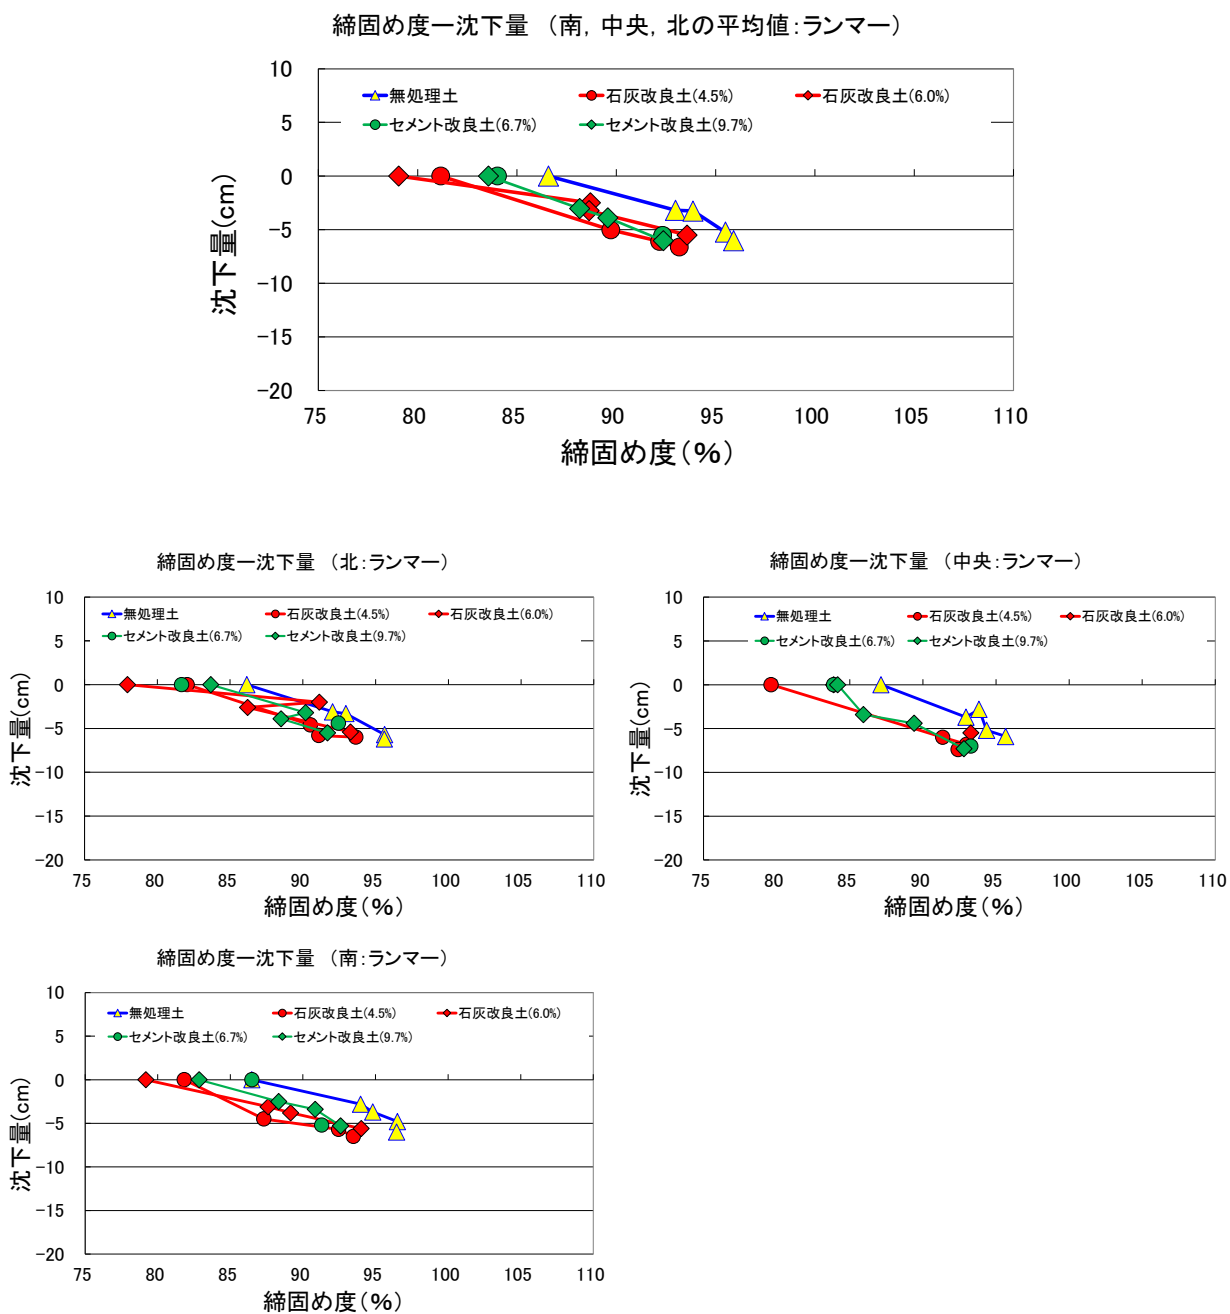 締固め度ー沈下量 （南, 中央, 北の平均値:ランマー）
10
5
0
−5
−10
−15
−20
沈下量(cm)
無処理土 石灰改良土(4.5%) 石灰改良土(6.0%)
セメント改良土(6.7%) セメント改良土(9.7%)
75 80 85 90 95 100 105 110
締固め度(%)
締固め度ー沈下量 （北:ランマー）
10
5
0
−5
−10
−15
−20
沈下量(cm)
無処理土 石灰改良土(4.5%) 石灰改良土(6.0%)
セメント改良土(6.7%) セメント改良土(9.7%)
75 80 85 90 95 100 105 110
締固め度(%)
締固め度ー沈下量 （中央:ランマー）
10
5
0
−5
−10
−15
−20
沈下量(cm)
無処理土 石灰改良土(4.5%) 石灰改良土(6.0%)
セメント改良土(6.7%) セメント改良土(9.7%)
75 80 85 90 95 100 105 110
締固め度(%)
締固め度ー沈下量 （南:ランマー）
10
5
0
−5
−10
−15
−20
沈下量(cm)
無処理土 石灰改良土(4.5%) 石灰改良土(6.0%)
セメント改良土(6.7%) セメント改良土(9.7%)
75 80 85 90 95 100 105 110
締固め度(%)